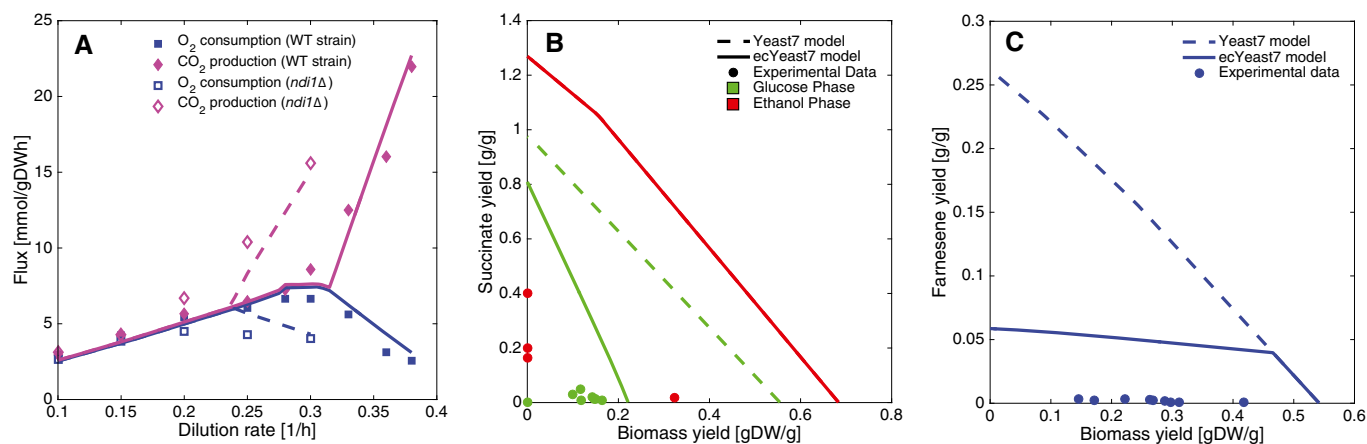 A
O2 consumption (WT strain)
CO2 production (WT strain)
O2 consumption (ndi1Δ)
CO2 production (ndi1Δ)
Flux [mmol/gDWh]
25
20
15
10
5
0
0.1
0.15
0.2
0.25
0.3
0.35
0.4
Dilution rate [1/h]
B
Yeast7 model
ecYeast7 model
Experimental Data
Glucose Phase
Ethanol Phase
Succinate yield [g/g]
1.4
1.2
1
0.8
0.6
0.4
0.2
0
0
0.2
0.4
0.6
0.8
Biomass yield [gDW/g]
C
Yeast7 model
ecYeast7 model
Experimental data
Farnesene yield [g/g]
0.3
0.25
0.2
0.15
0.1
0.05
0
0
0.1
0.2
0.3
0.4
0.5
0.6
Biomass yield [gDW/g]